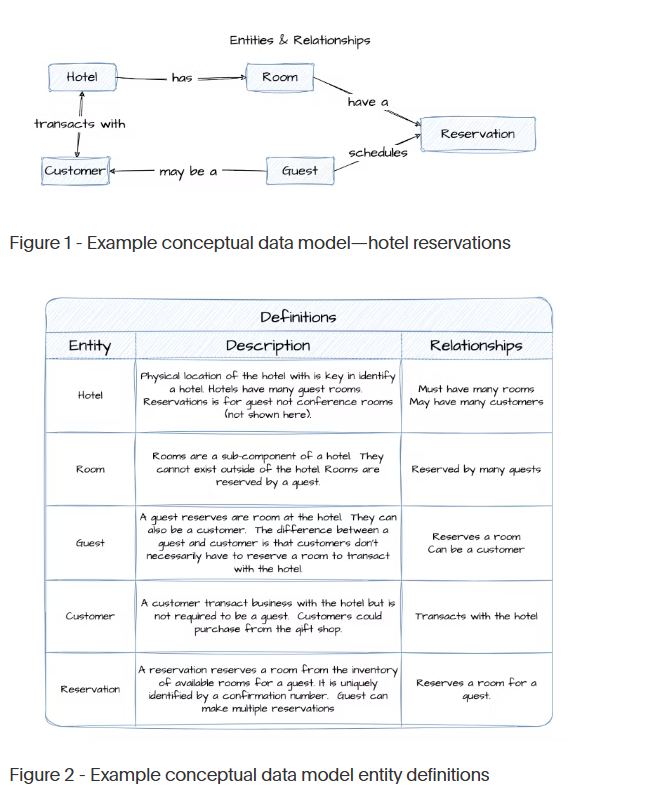 Entities & Relationships
Hotel
has
Room
have a
transacts with
Reservation
schedules
Customer
may be a
Guest
Figure 1 - Example conceptual data model—hotel reservations
Definitions
Entity
Description
Relationships
Hotel
Physical location of the hotel with is key in identify
a hotel. Hotels have many guest rooms.
Reservations is for guest not conference rooms
(not shown here).
Must have many rooms
May have many customers
Room
Rooms are a sub-component of a hotel. They
cannot exist outside of the hotel. Rooms are
reserved by a guest.
Reserved by many guests
Guest
A guest reserves are room at the hotel. They can
also be a customer. The difference between a
guest and customer is that customers don't
necessarily have to reserve a room to transact
with the hotel.
Reserves a room
Can be a customer
Customer
A customer transact business with the hotel but is
not required to be a guest. Customers could
purchase from the gift shop.
Transacts with the hotel
Reservation
A reservation reserves a room from the inventory
of available rooms for a guest. It is uniquely
identified by a confirmation number. Guest can
make multiple reservations
Reserves a room for a
guest.
Figure 2 - Example conceptual data model entity definitions